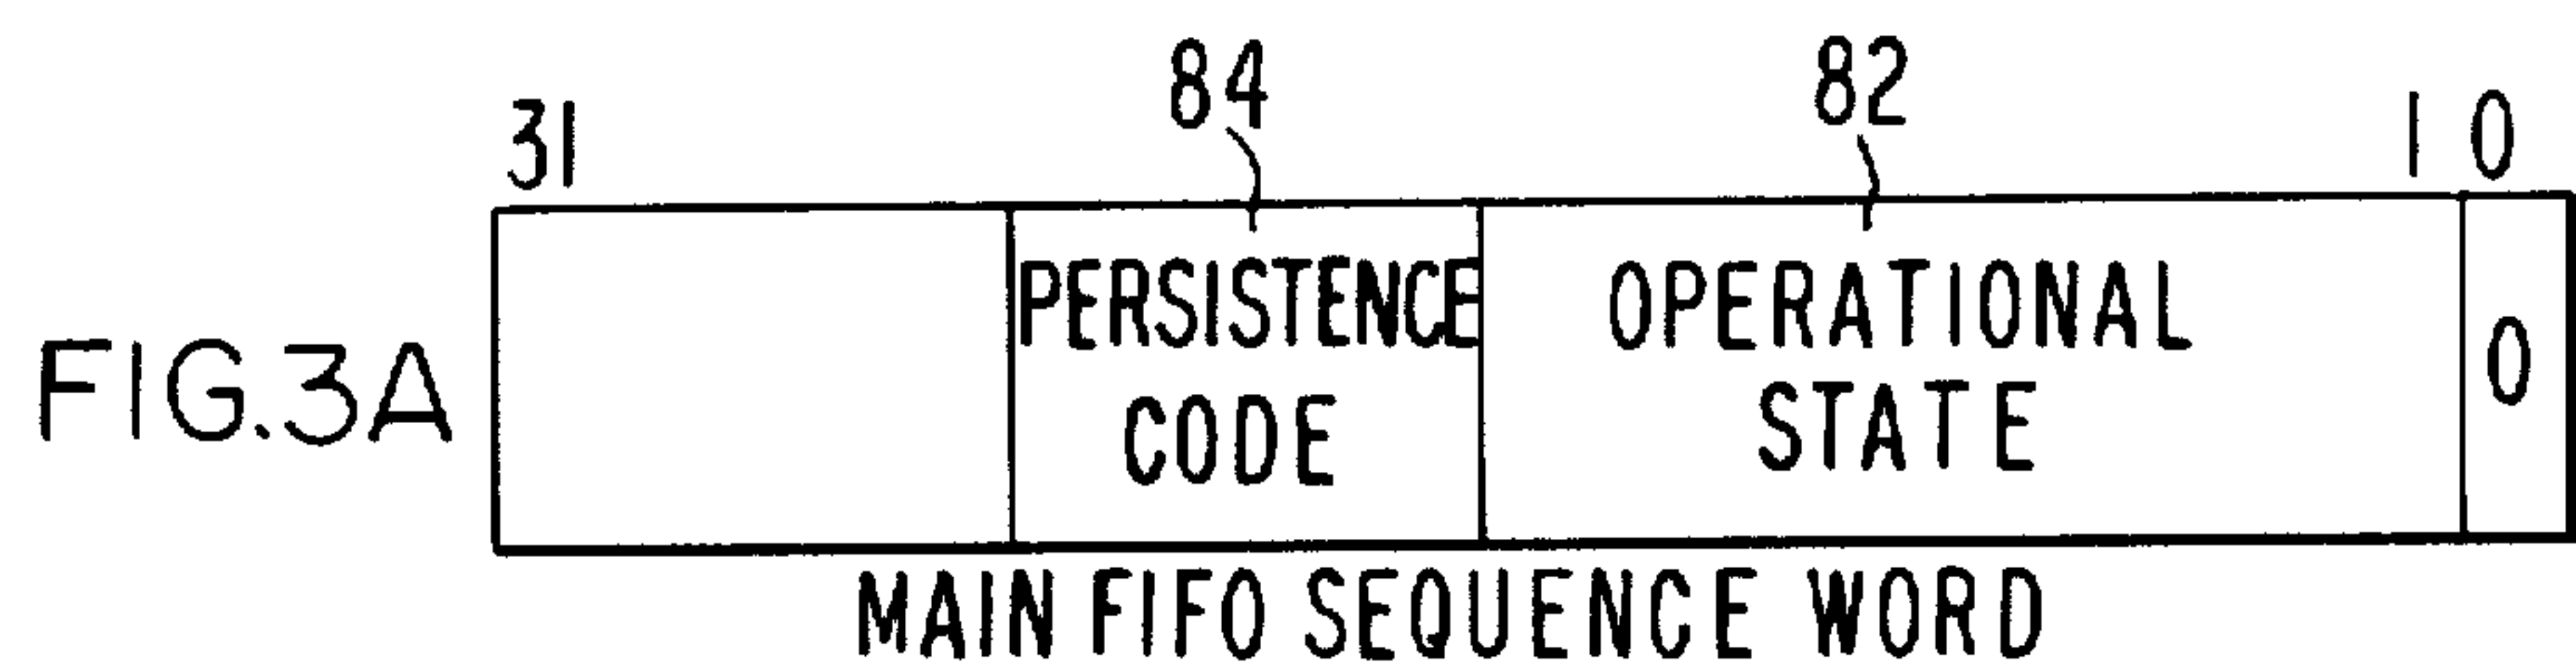 84 82
31 1 0
PERSISTENCE OPERATIONAL
FIG.3A CODE STATE 0
MAIN FIFO SEQUENCE WORD